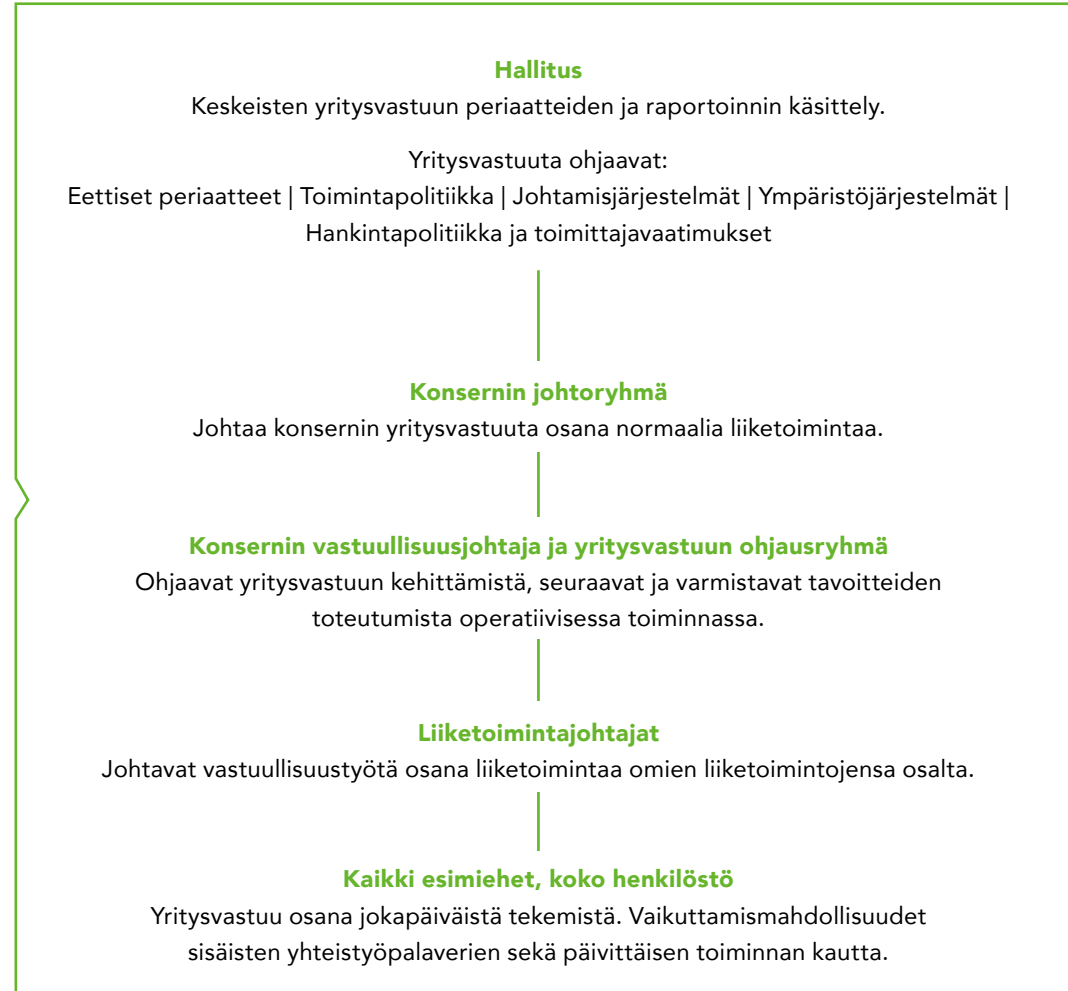 Hallitus
Keskeisten yritysvastuun periaatteiden ja raportoinnin käsittely.
Yritysvastuuta ohjaavat:
Eettiset periaatteet | Toimintapolitiikka | Johtamisjärjestelmät | Ympäristöjärjestelmät |
Hankintapolitiikka ja toimittajavaatimukset
Konsernin johtoryhmä
Johtaa konsernin yritysvastuuta osana normaalia liiketoimintaa.
Konsernin vastuullisuusjohtaja ja yritysvastuun ohjausryhmä
Ohjaavat yritysvastuun kehittämistä, seuraavat ja varmistavat tavoitteiden
toteutumista operatiivisessa toiminnassa.
Liiketoimintajohtajat
Johtavat vastuullisuustyötä osana liiketoimintaa omien liiketoimintojensa osalta.
Kaikki esimiehet, koko henkilöstö
Yritysvastuu osana jokapäiväistä tekemistä. Vaikuttamismahdollisuudet
sisäisten yhteistyöpalaverien sekä päivittäisen toiminnan kautta.